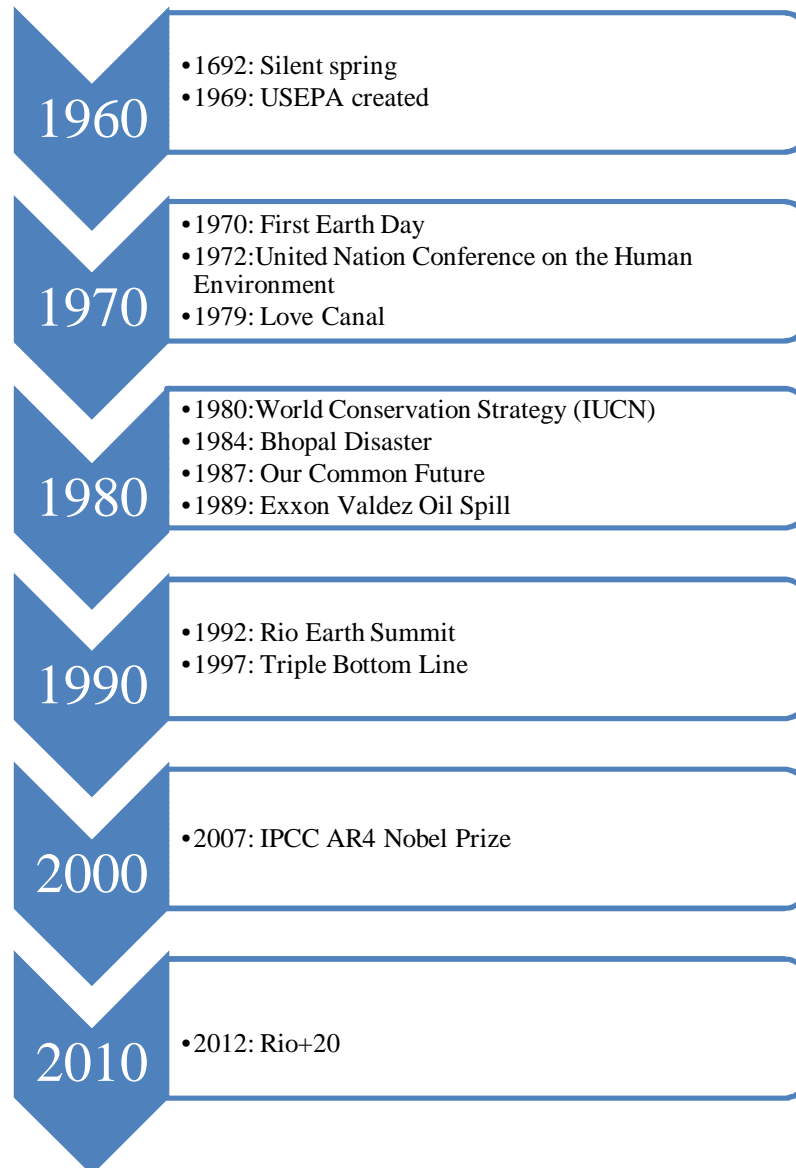 1960
•1692: Silent spring
•1969: USEPA created
1970
•1970: First Earth Day
•1972:United Nation Conference on the Human
Environment
•1979: Love Canal
1980
•1980:World Conservation Strategy (IUCN)
•1984: Bhopal Disaster
•1987: Our Common Future
•1989: Exxon Valdez Oil Spill
1990
•1992: Rio Earth Summit
•1997: Triple Bottom Line
2000
•2007: IPCC AR4 Nobel Prize
2010
•2012: Rio+20